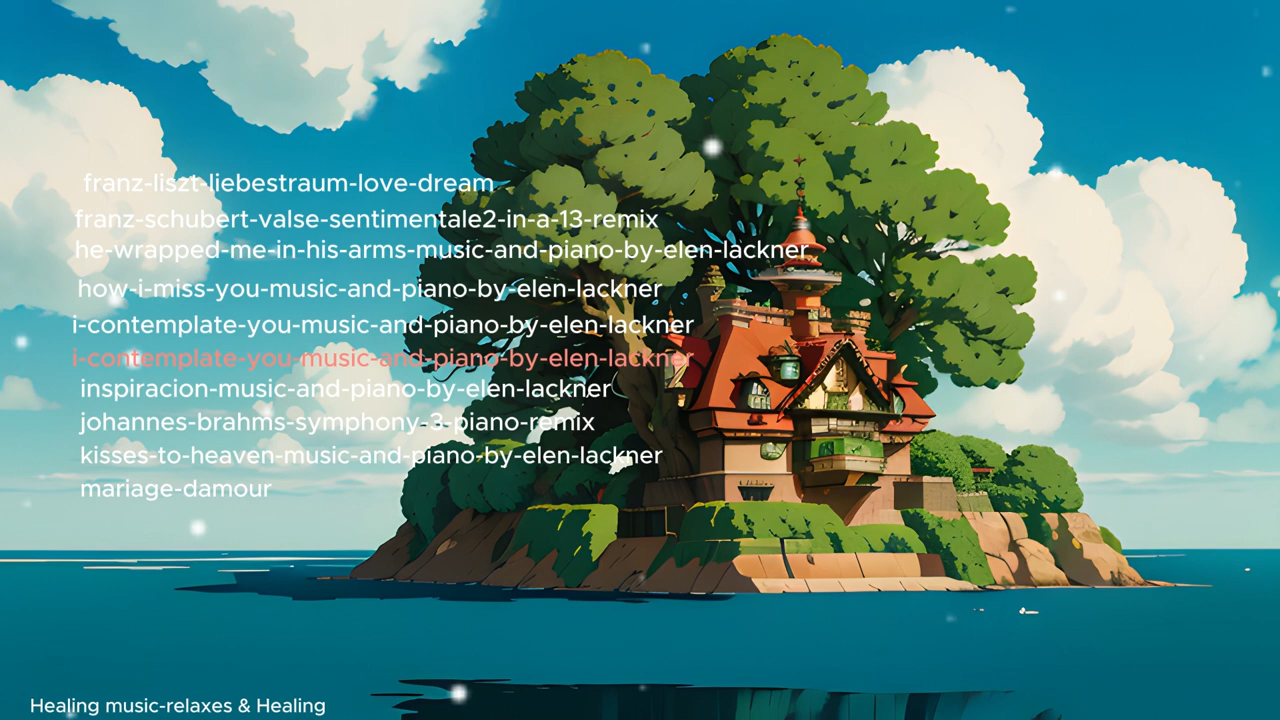 franz-liszt-liebestraum-love-dream
franz-schubert-valse-sentimentale2-in-a-13-remix
he-wrapped-me-in-his-arms-music-and-piano-by-elen-lackner
how-i-miss-you-music-and-piano-by-elen-lackner
i-contemplate-you-music-and-piano-by-elen-lackner
i-contemplate-you-music-and-piano-by-elen-lackner
inspiracion-music-and-piano-by-elen-lackner
johannes-brahms-symphony-3-piano-remix
kisses-to-heaven-music-and-piano-by-elen-lackner
mariage-damour
Healing music-relaxes & Healing